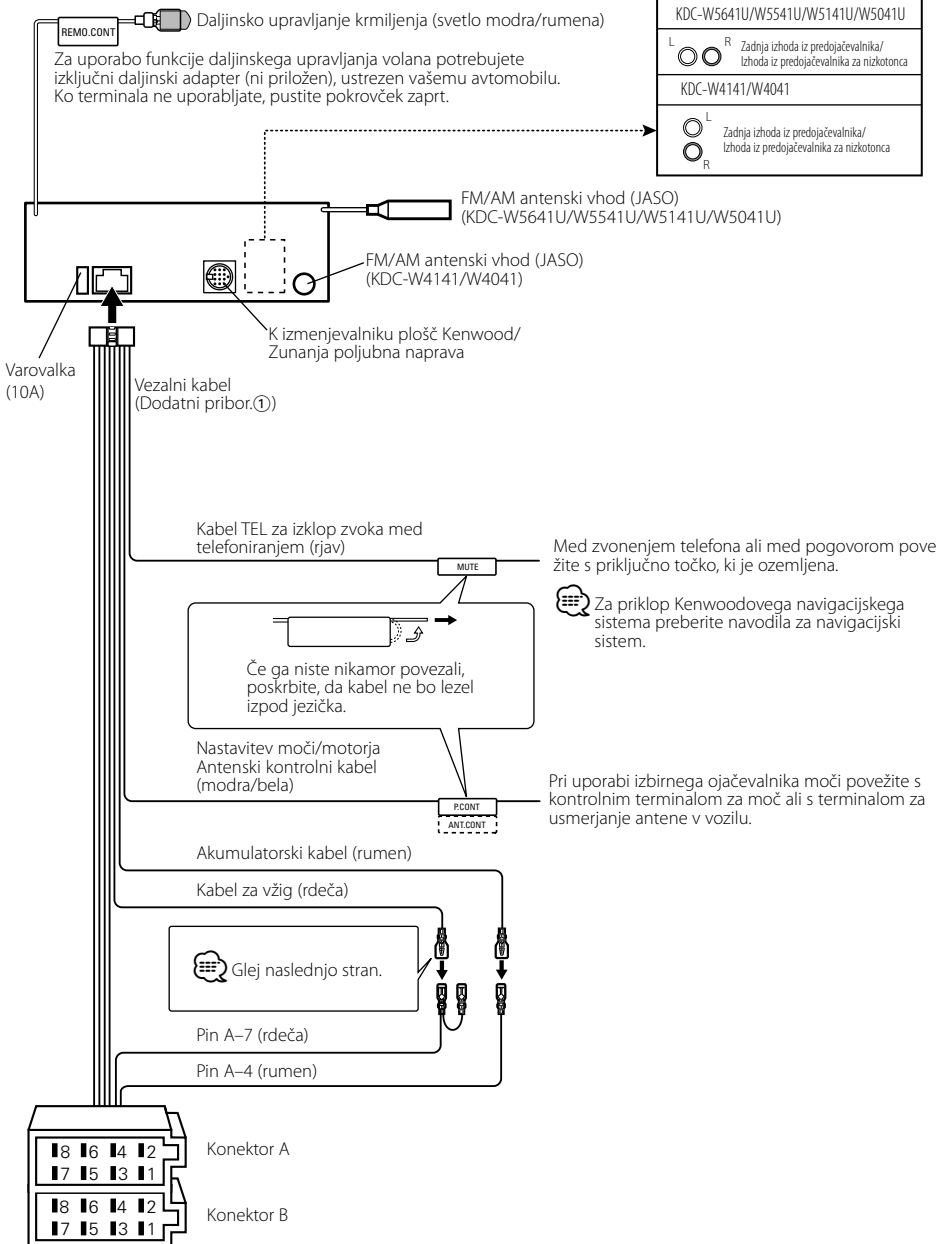 REMO.CONT
Daljinsko upravljanje krmiljenja (svetlo modra/rumena)
Za uporabo funkcije daljinskega upravljanja volana potrebujete
izključni daljinski adapter (ni priložen), ustrezen vašemu avtomobilu.
Ko terminala ne uporabljate, pustite pokrovček zaprt.
KDC-W5641U/W5541U/W5141U/W5041U
L
R
Zadnja izhoda iz predojačevalnika/
Izhoda iz predojačevalnika za nizkotonca
KDC-W4141/W4041
L
Zadnja izhoda iz predojačevalnika/
Izhoda iz predojačevalnika za nizkotonca
R
FM/AM antenski vhod (JASO)
(KDC-W5641U/W5541U/W5141U/W5041U)
FM/AM antenski vhod (JASO)
(KDC-W4141/W4041)
K izmenjevalniku plošč Kenwood/
Zunanja poljubna naprava
Varovalka
(10A)
Vezalni kabel
(Dodatni pribor.①)
Kabel TEL za izklop zvoka med
telefoniranjem (rjav)
MUTE
Med zvonenjem telefona ali med pogovorom pove
žite s priključno točko, ki je ozemljena.
Za priklop Kenwoodovega navigacijskega
sistema preberite navodila za navigacijski
sistem.
Če ga niste nikamor povezali,
poskrbite, da kabel ne bo lezel
izpod jezička.
Nastavitev moči/motorja
Antenski kontrolni kabel
(modra/bela)
P.CONT
ANT.CONT
Pri uporabi izbirnega ojačevalnika moči povežite s
kontrolnim terminalom za moč ali s terminalom za
usmerjanje antene v vozilu.
Akumulatorski kabel (rumen)
Kabel za vžig (rdeča)
Glej naslednjo stran.
Pin A–7 (rdeča)
Pin A–4 (rumen)
8 6 4 2
7 5 3 1
Konektor A
8 6 4 2
7 5 3 1
Konektor B